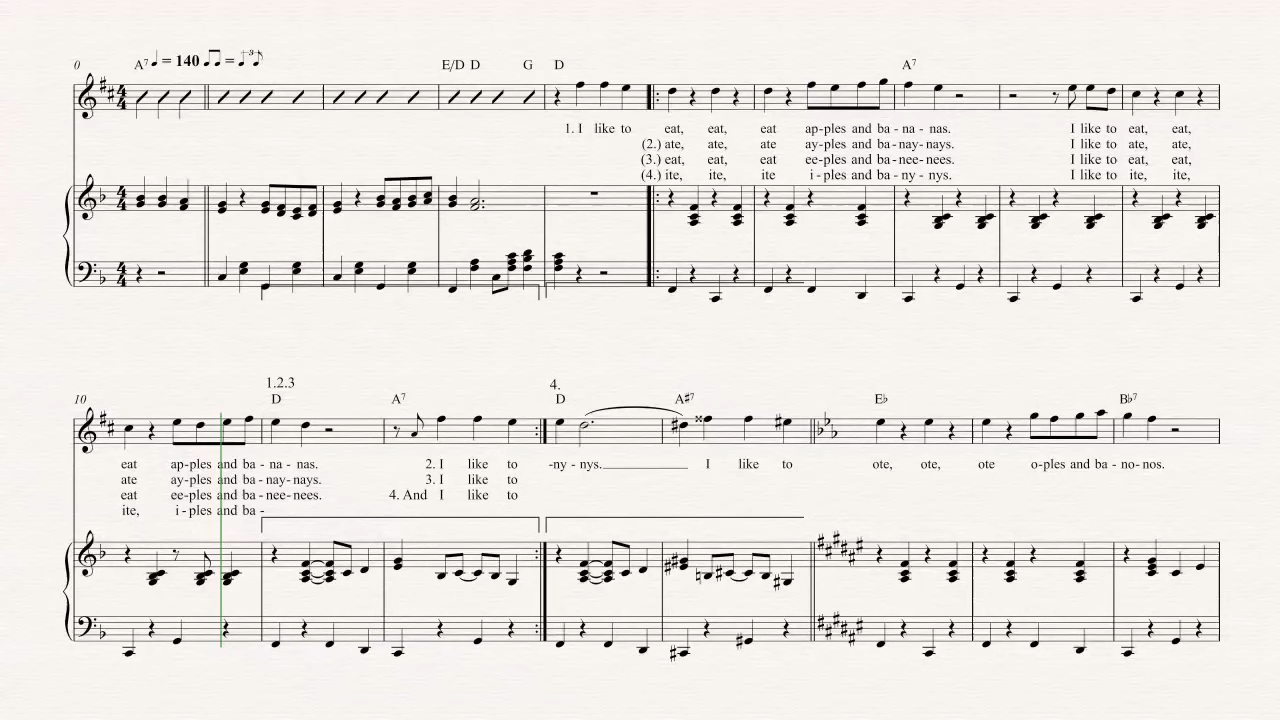 0 A7 ♩ = 140 ♫ = ♩3♪ E/D D G D A7
1. I like to eat, eat, eat ap-ples and ba - na - nas. I like to eat, eat,
(2.) ate, ate, ate ay-ples and ba - nay-nays. I like to ate, ate,
(3.) eat, eat, eat ee-ples and ba - nee-nees. I like to eat, eat,
(4.) ite, ite, ite i - ples and ba - ny - nys. I like to ite, ite,
1.2.3 4.
10 D A7 D A#7 Eb Bb7
eat ap-ples and ba - na - nas. 2. I like to -ny - nys. I like to ote, ote, ote o-ples and ba - no-nos.
ate ay-ples and ba - nay-nays. 3. I like to
eat ee-ples and ba - nee-nees. 4. And I like to
ite, i - ples and ba -